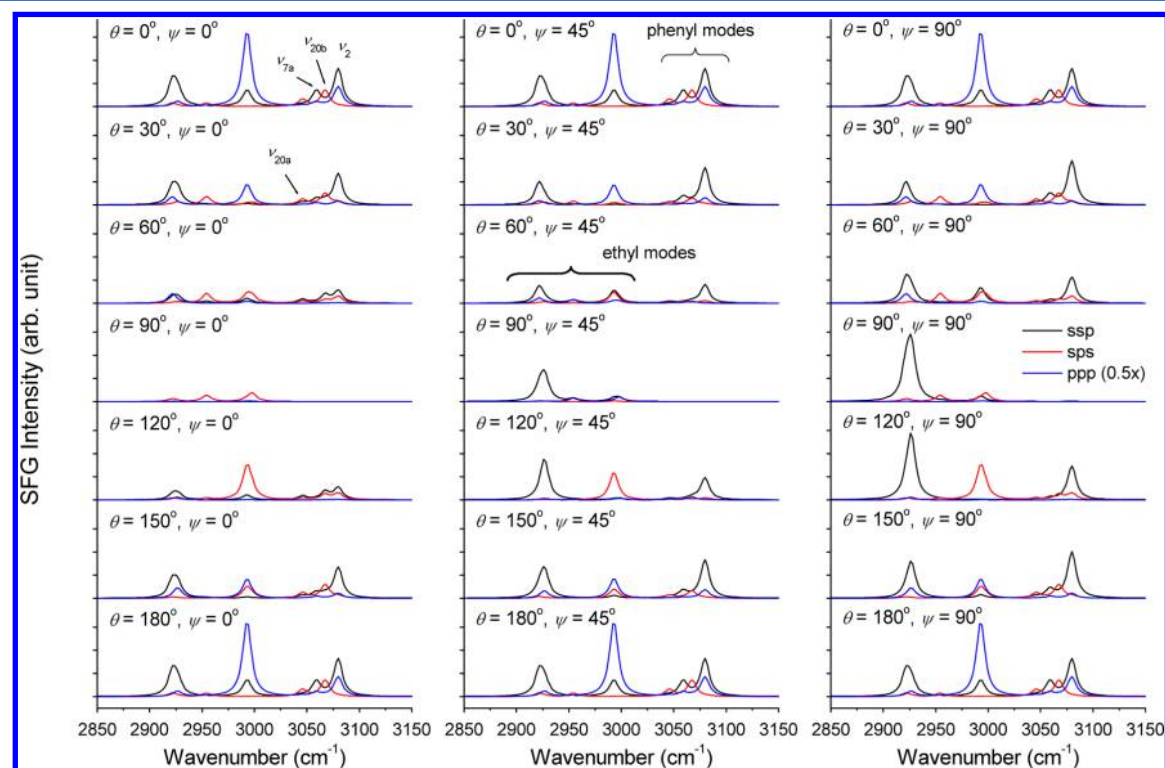 SFG Intensity (arb. unit)
θ = 0°, ψ = 0°
ν7a
ν20b
ν2
θ = 30°, ψ = 0°
ν20a
θ = 60°, ψ = 0°
θ = 90°, ψ = 0°
θ = 120°, ψ = 0°
θ = 150°, ψ = 0°
θ = 180°, ψ = 0°
2850 2900 2950 3000 3050 3100 3150
Wavenumber (cm⁻¹)
θ = 0°, ψ = 45°
phenyl modes
θ = 30°, ψ = 45°
θ = 60°, ψ = 45°
ethyl modes
θ = 90°, ψ = 45°
θ = 120°, ψ = 45°
θ = 150°, ψ = 45°
θ = 180°, ψ = 45°
2850 2900 2950 3000 3050 3100 3150
Wavenumber (cm⁻¹)
θ = 0°, ψ = 90°
θ = 30°, ψ = 90°
θ = 60°, ψ = 90°
θ = 90°, ψ = 90°
ssp
sps
ppp (0.5x)
θ = 120°, ψ = 90°
θ = 150°, ψ = 90°
θ = 180°, ψ = 90°
2850 2900 2950 3000 3050 3100 3150
Wavenumber (cm⁻¹)